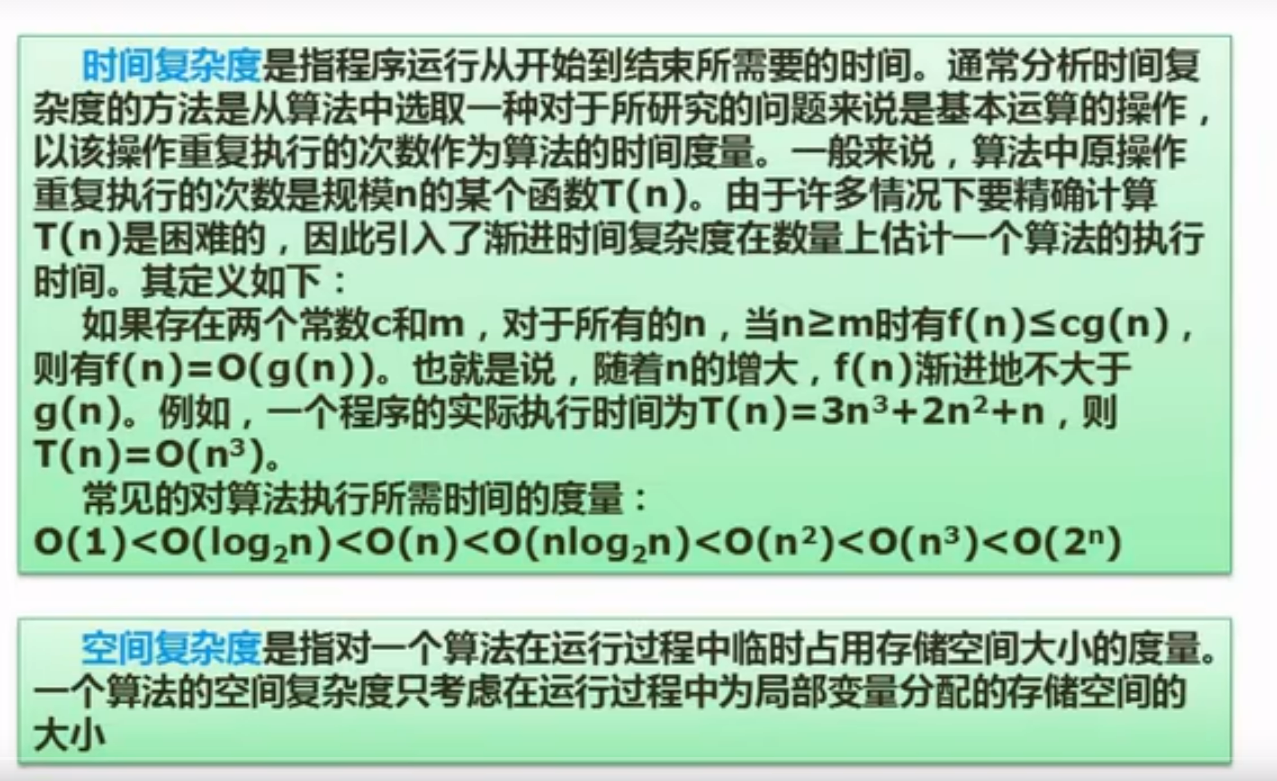 时间复杂度是指程序运行从开始到结束所需要的时间。通常分析时间复
杂度的方法是从算法中选取一种对于所研究的问题来说是基本运算的操作，
以该操作重复执行的次数作为算法的时间度量。一般来说，算法中原操作
重复执行的次数是规模n的某个函数T(n)。由于许多情况下要精确计算
T(n)是困难的，因此引入了渐进时间复杂度在数量上估计一个算法的执行
时间。其定义如下：
如果存在两个常数c和m，对于所有的n，当n≥m时有f(n)≤cg(n)，
则有f(n)=O(g(n))。也就是说，随着n的增大，f(n)渐进地不大于
g(n)。例如，一个程序的实际执行时间为T(n)=3n³+2n²+n，则
T(n)=O(n³)。
常见的对算法执行所需时间的度量：
O(1)<O(log₂n)<O(n)<O(nlog₂n)<O(n²)<O(n³)<O(2ⁿ)
空间复杂度是指对一个算法在运行过程中临时占用存储空间大小的度量。
一个算法的空间复杂度只考虑在运行过程中为局部变量分配的存储空间的
大小